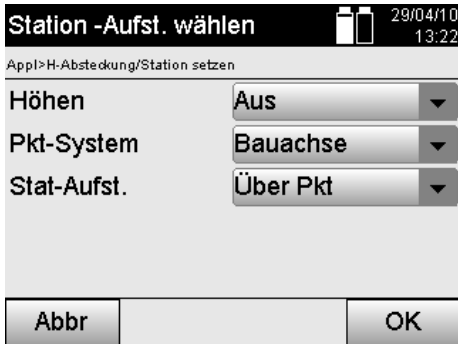 Station -Aufst. wählen 29/04/10
13:22
Appl>H-Absteckung/Station setzen
Höhen Aus
Pkt-System Bauachse
Stat-Aufst. Über Pkt
Abbr OK